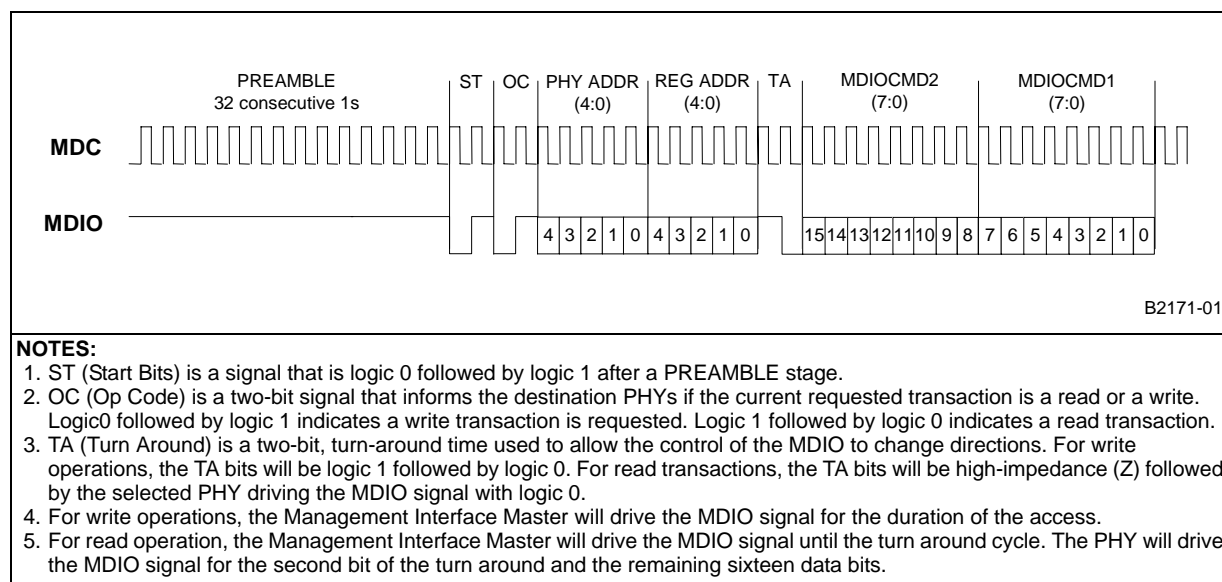 PREAMBLE
32 consecutive 1s
ST
OC
PHY ADDR
(4:0)
REG ADDR
(4:0)
TA
MDIOCMD2
(7:0)
MDIOCMD1
(7:0)
MDC
MDIO
4 3 2 1 0 4 3 2 1 0 15 14 13 12 11 10 9 8 7 6 5 4 3 2 1 0
B2171-01
NOTES:
1. ST (Start Bits) is a signal that is logic 0 followed by logic 1 after a PREAMBLE stage.
2. OC (Op Code) is a two-bit signal that informs the destination PHYs if the current requested transaction is a read or a write.
Logic0 followed by logic 1 indicates a write transaction is requested. Logic 1 followed by logic 0 indicates a read transaction.
3. TA (Turn Around) is a two-bit, turn-around time used to allow the control of the MDIO to change directions. For write
operations, the TA bits will be logic 1 followed by logic 0. For read transactions, the TA bits will be high-impedance (Z) followed
by the selected PHY driving the MDIO signal with logic 0.
4. For write operations, the Management Interface Master will drive the MDIO signal for the duration of the access.
5. For read operation, the Management Interface Master will drive the MDIO signal until the turn around cycle. The PHY will drive
the MDIO signal for the second bit of the turn around and the remaining sixteen data bits.